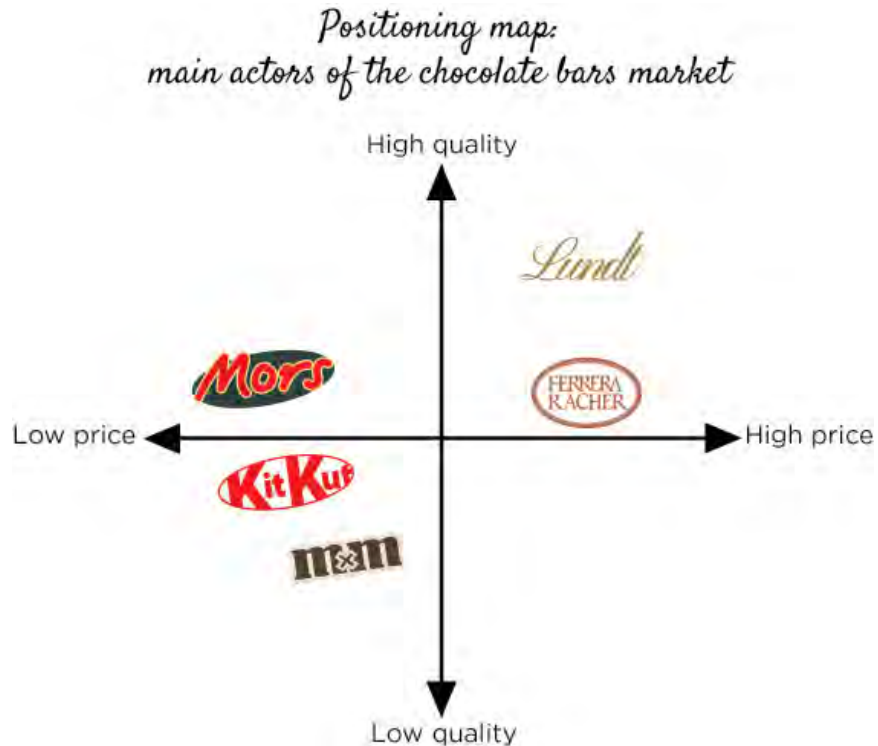 Positioning map:
main actors of the chocolate bars market
High quality
Lundt
Mors
FERRERA
RACHER
Low price
High price
KitKut
m×m
Low quality